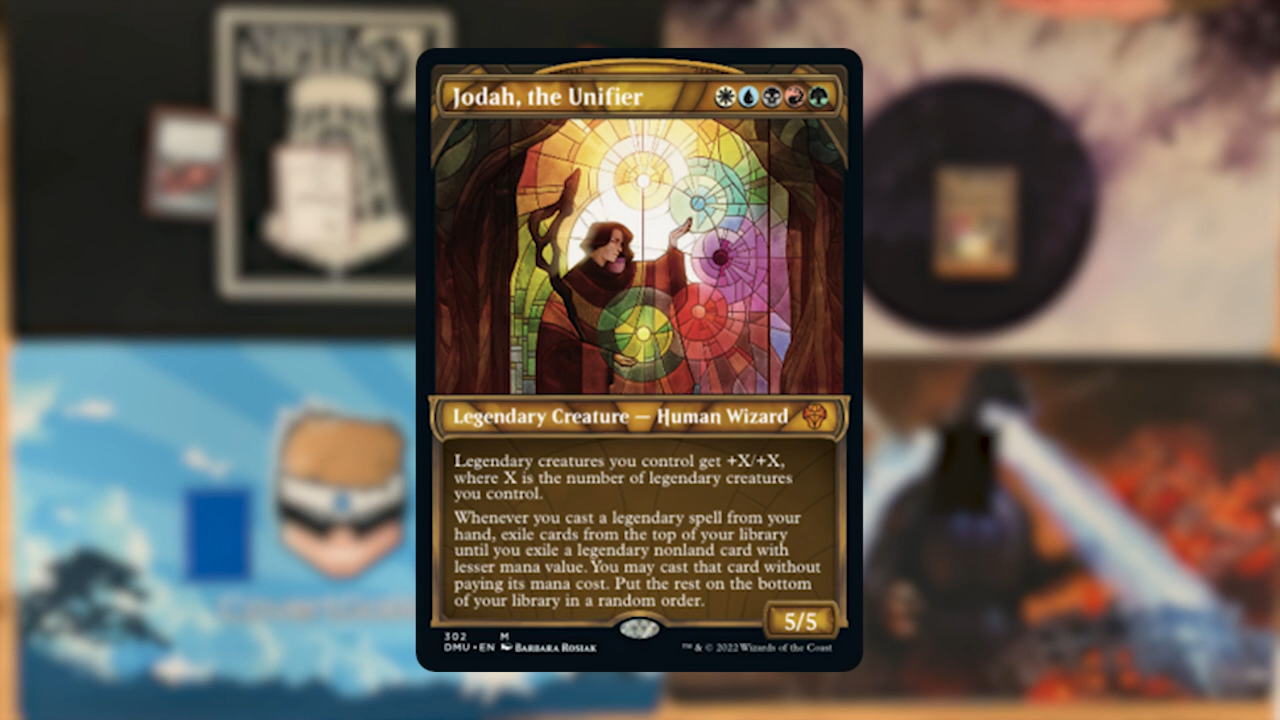 Jodah, the Unifier
Legendary Creature — Human Wizard
Legendary creatures you control get +X/+X,
where X is the number of legendary creatures
you control.
Whenever you cast a legendary spell from your
hand, exile cards from the top of your library
until you exile a legendary nonland card with
lesser mana value. You may cast that card without
paying its mana cost. Put the rest on the bottom
of your library in a random order.
5/5
302 M
DMU • EN Barbara Rosiak
™ & © 2022 Wizards of the Coast